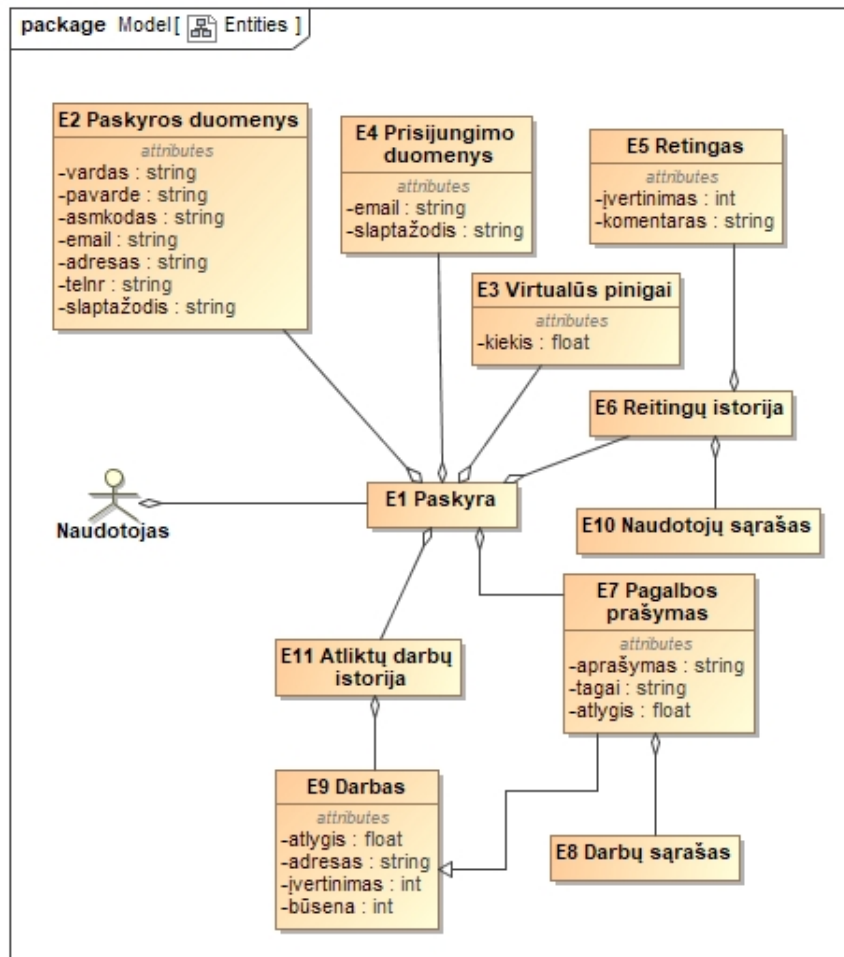 package Model[ Entities ]
E2 Paskyros duomenys
attributes
-vardas : string
-pavarde : string
-asmkodas : string
-email : string
-adresas : string
-telnr : string
-slaptažodis : string
E4 Prisijungimo
duomenys
attributes
-email : string
-slaptažodis : string
E5 Retingas
attributes
-įvertinimas : int
-komentaras : string
E3 Virtualūs pinigai
attributes
-kiekis : float
E6 Reitingų istorija
E1 Paskyra
Naudotojas
E10 Naudotojų sąrašas
E7 Pagalbos
prašymas
attributes
-aprašymas : string
-tagai : string
-atlygis : float
E11 Atliktų darbų
istorija
E9 Darbas
attributes
-atlygis : float
-adresas : string
-įvertinimas : int
-būsena : int
E8 Darbų sąrašas